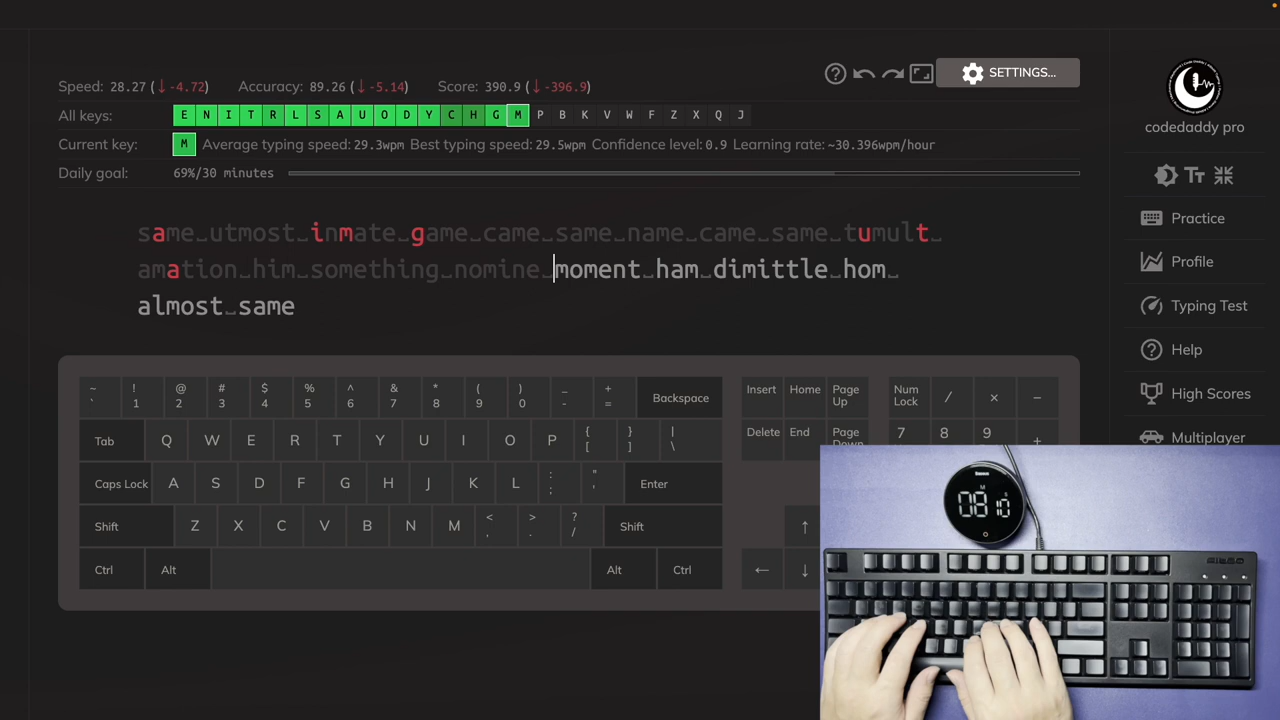 Speed: 28.27 (↓-4.72) Accuracy: 89.26 (↓-5.14) Score: 390.9 (↓-396.9)
SETTINGS...
All keys: E N I T R L S A U O D Y C H G M P B K V W F Z X Q J
Current key: M Average typing speed: 29.3wpm Best typing speed: 29.5wpm Confidence level: 0.9 Learning rate: ~30.396wpm/hour
Daily goal: 69%/30 minutes
codedaddy pro
TT
Practice
Profile
Typing Test
Help
High Scores
Multiplayer
same␣utmost␣inmate␣game␣came␣same␣name␣came␣same␣tumult␣
amation␣him␣something␣nomine␣moment␣ham␣dimittle␣hom␣
almost␣same
~ ! @ # $ % ^ & * ( ) _ +
` 1 2 3 4 5 6 7 8 9 0 - = Backspace
Insert Home Page Up Num Lock / × −
Tab Q W E R T Y U I O P { [ } ] | \
Delete End Page Down 7 8 9 +
Caps Lock A S D F G H J K L : ; " ' Enter
Shift Z X C V B N M < , > . ? / Shift ↑
Ctrl Alt Alt Ctrl ← ↓
08 10
M
S